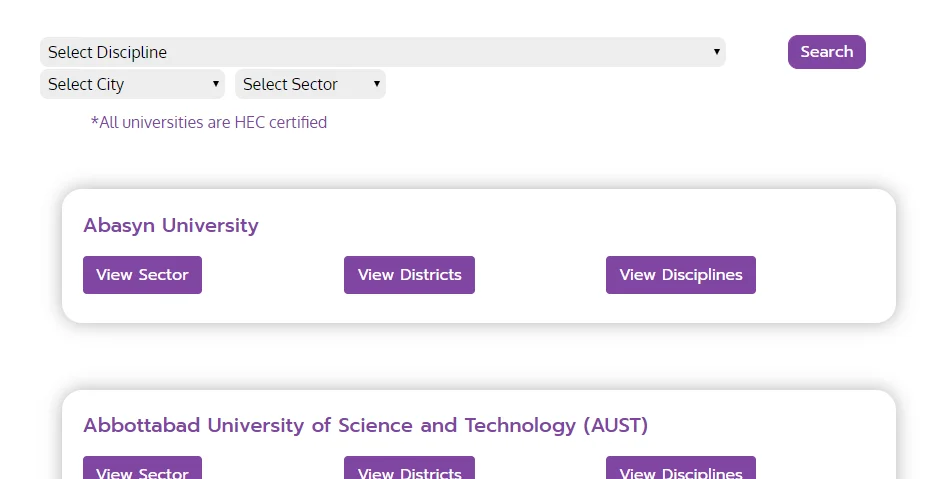 Select Discipline
Search
Select City
Select Sector
*All universities are HEC certified
Abasyn University
View Sector
View Districts
View Disciplines
Abbottabad University of Science and Technology (AUST)
View Sector
View Districts
View Disciplines